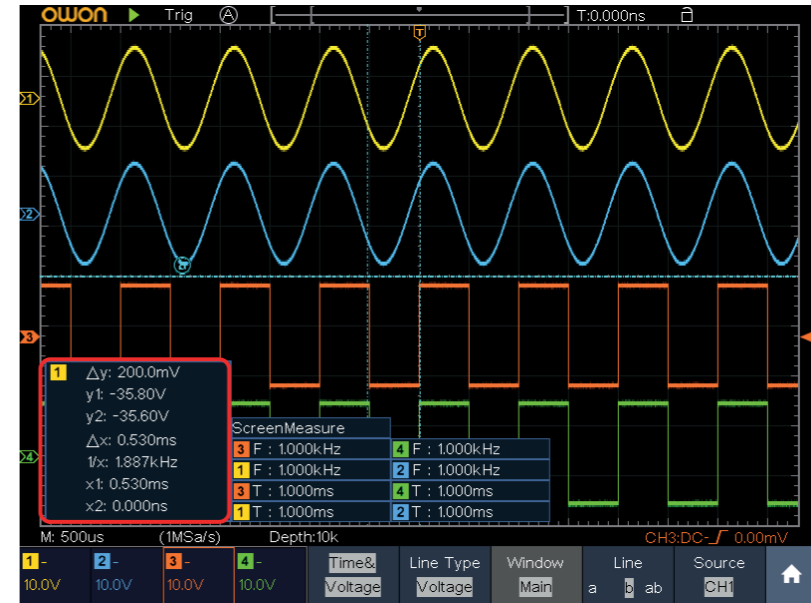 OWON Trig A T:0.000ns
T
1
2
3
4
1 △y: 200.0mV
y1: -35.80V
y2: -35.60V
△x: 0.530ms
1/x: 1.887kHz
x1: 0.530ms
x2: 0.000ns
ScreenMeasure
3 F : 1.000kHz 4 F : 1.000kHz
1 F : 1.000kHz 2 F : 1.000kHz
3 T : 1.000ms 4 T : 1.000ms
1 T : 1.000ms 2 T : 1.000ms
M: 500us (1MSa/s) Depth:10k CH3:DC- 0.00mV
1 - 2 - 3 - 4 - Time& Line Type Window Line Source
10.0V 10.0V 10.0V 10.0V Voltage Voltage Main a b ab CH1